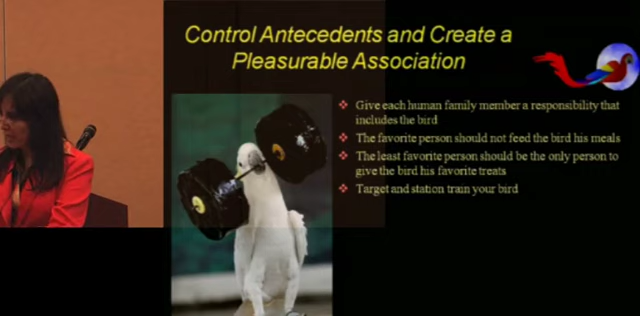 Control Antecedents and Create a
Pleasurable Association
Give each human family member a responsibility that
includes the bird
The favorite person should not feed the bird his meals
The least favorite person should be the only person to
give the bird his favorite treats
Target and station train your bird